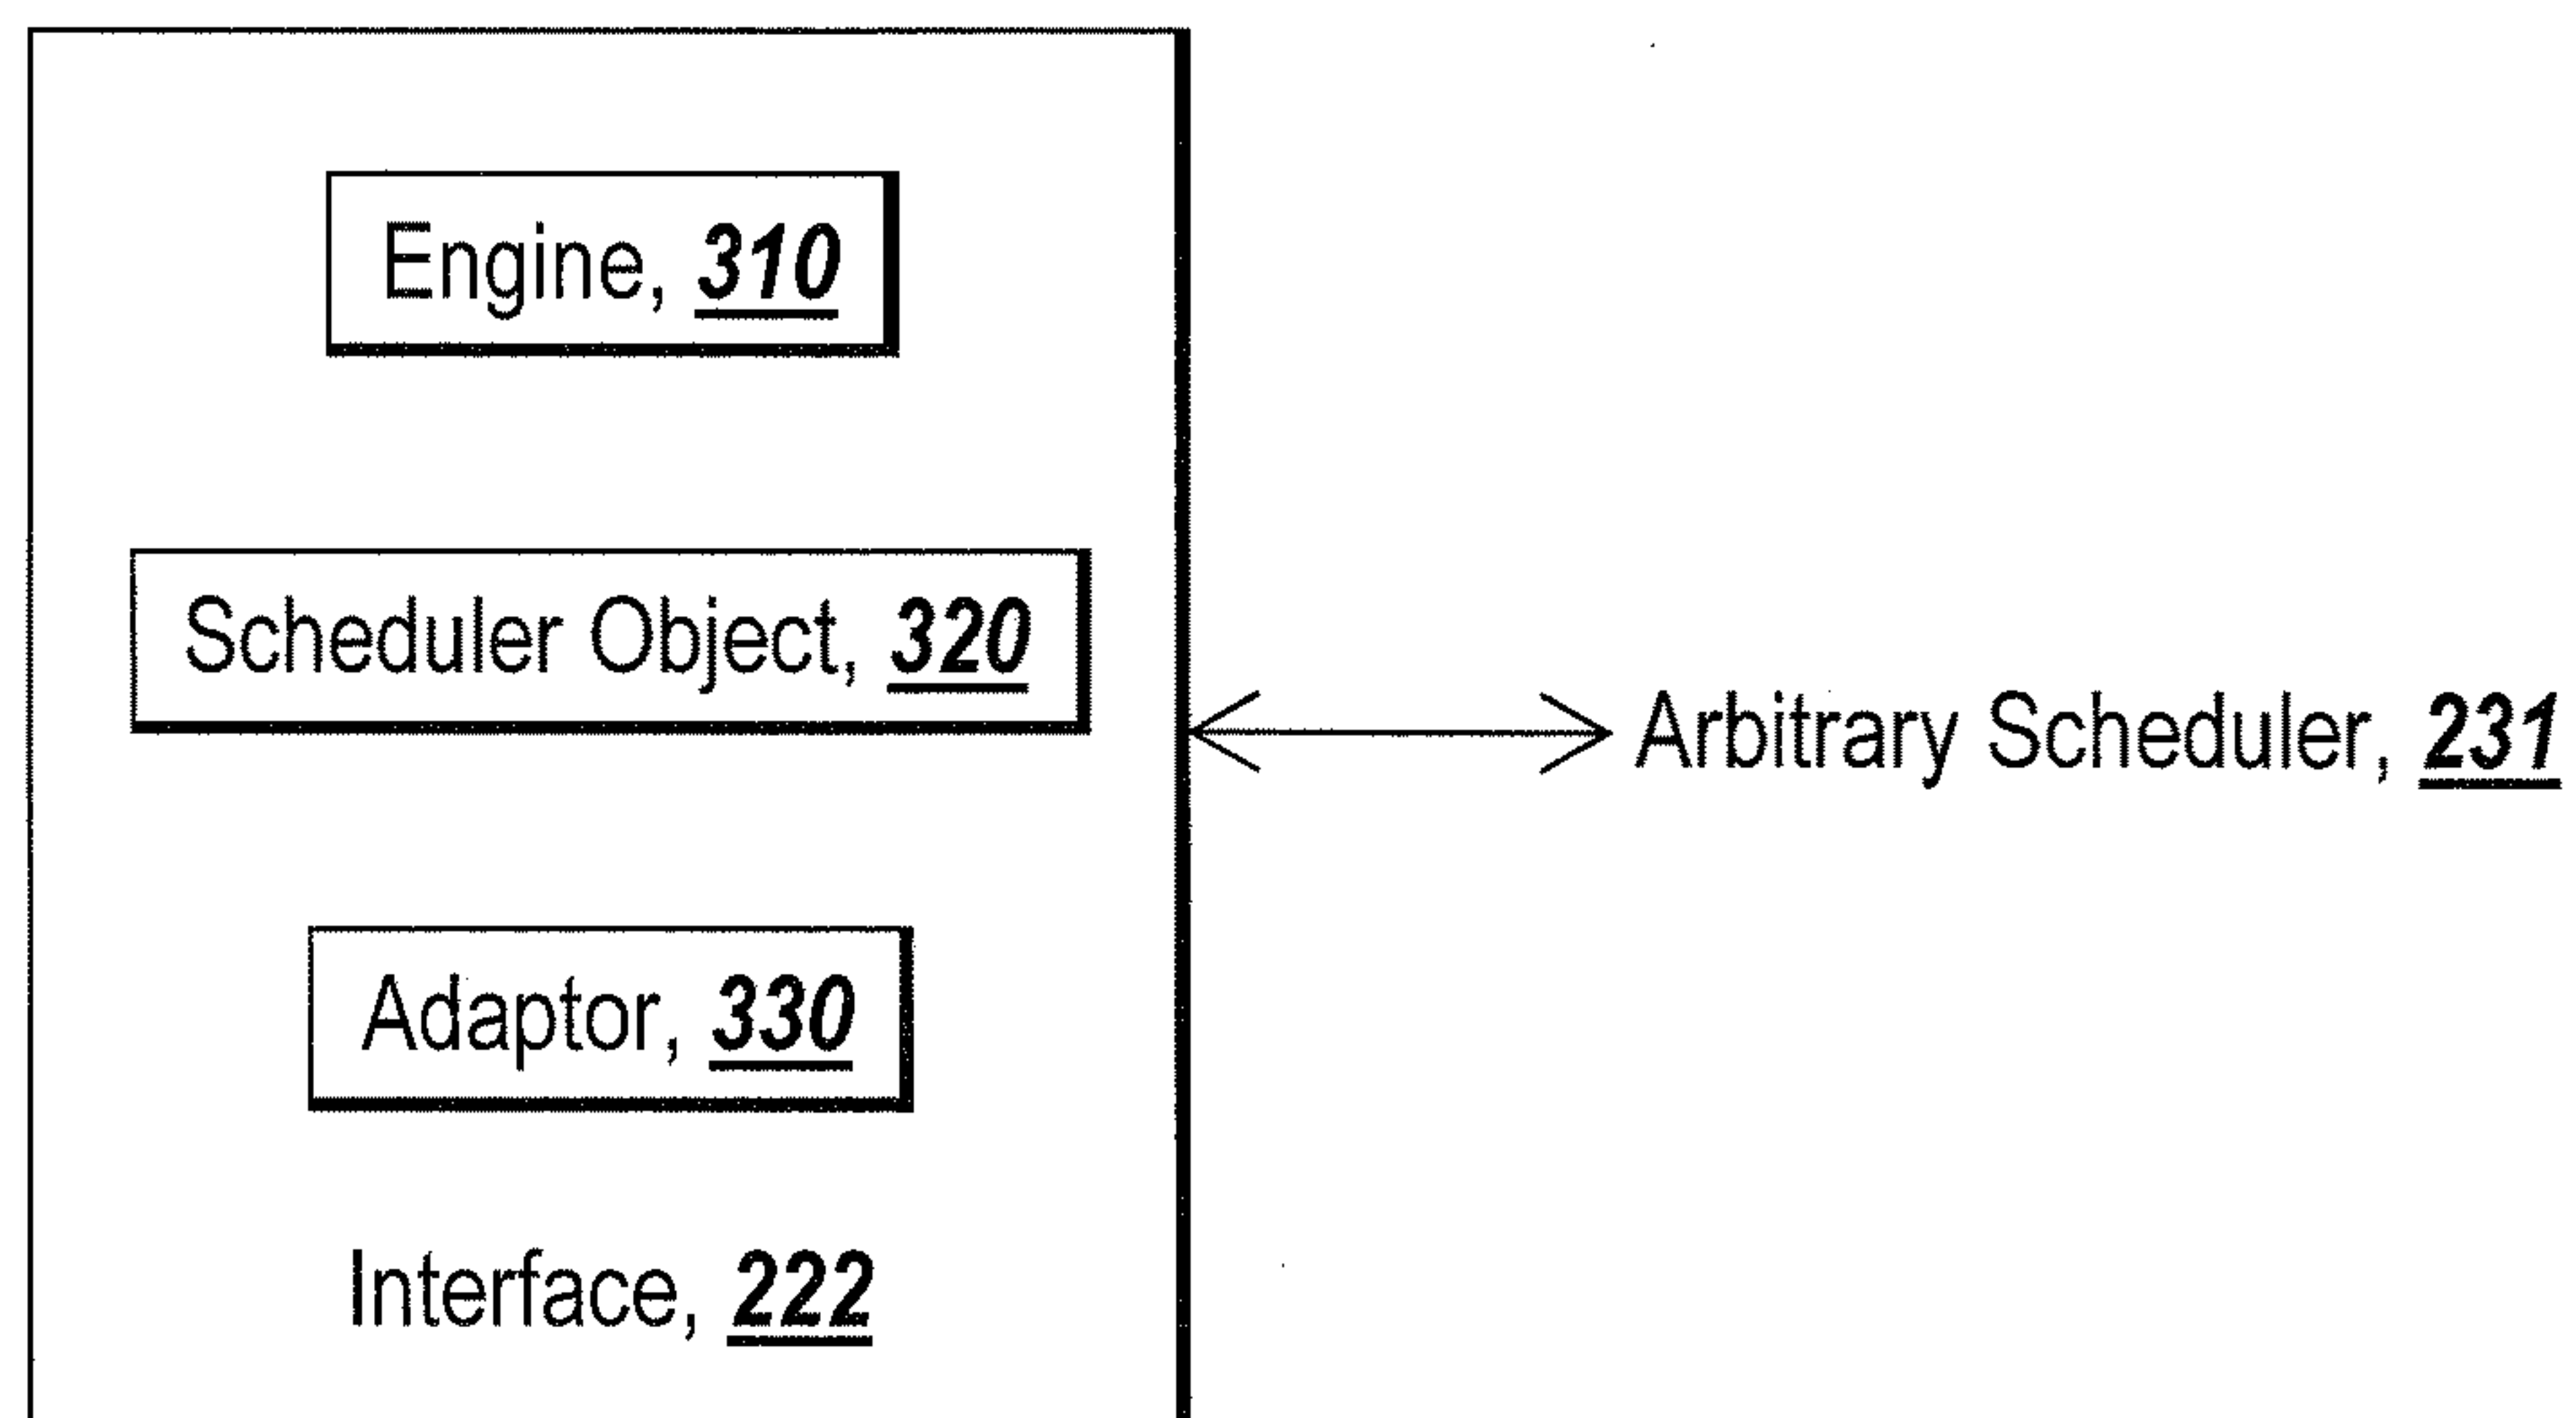 Engine, 310
Scheduler Object, 320
Arbitrary Scheduler, 231
Adaptor, 330
Interface, 222